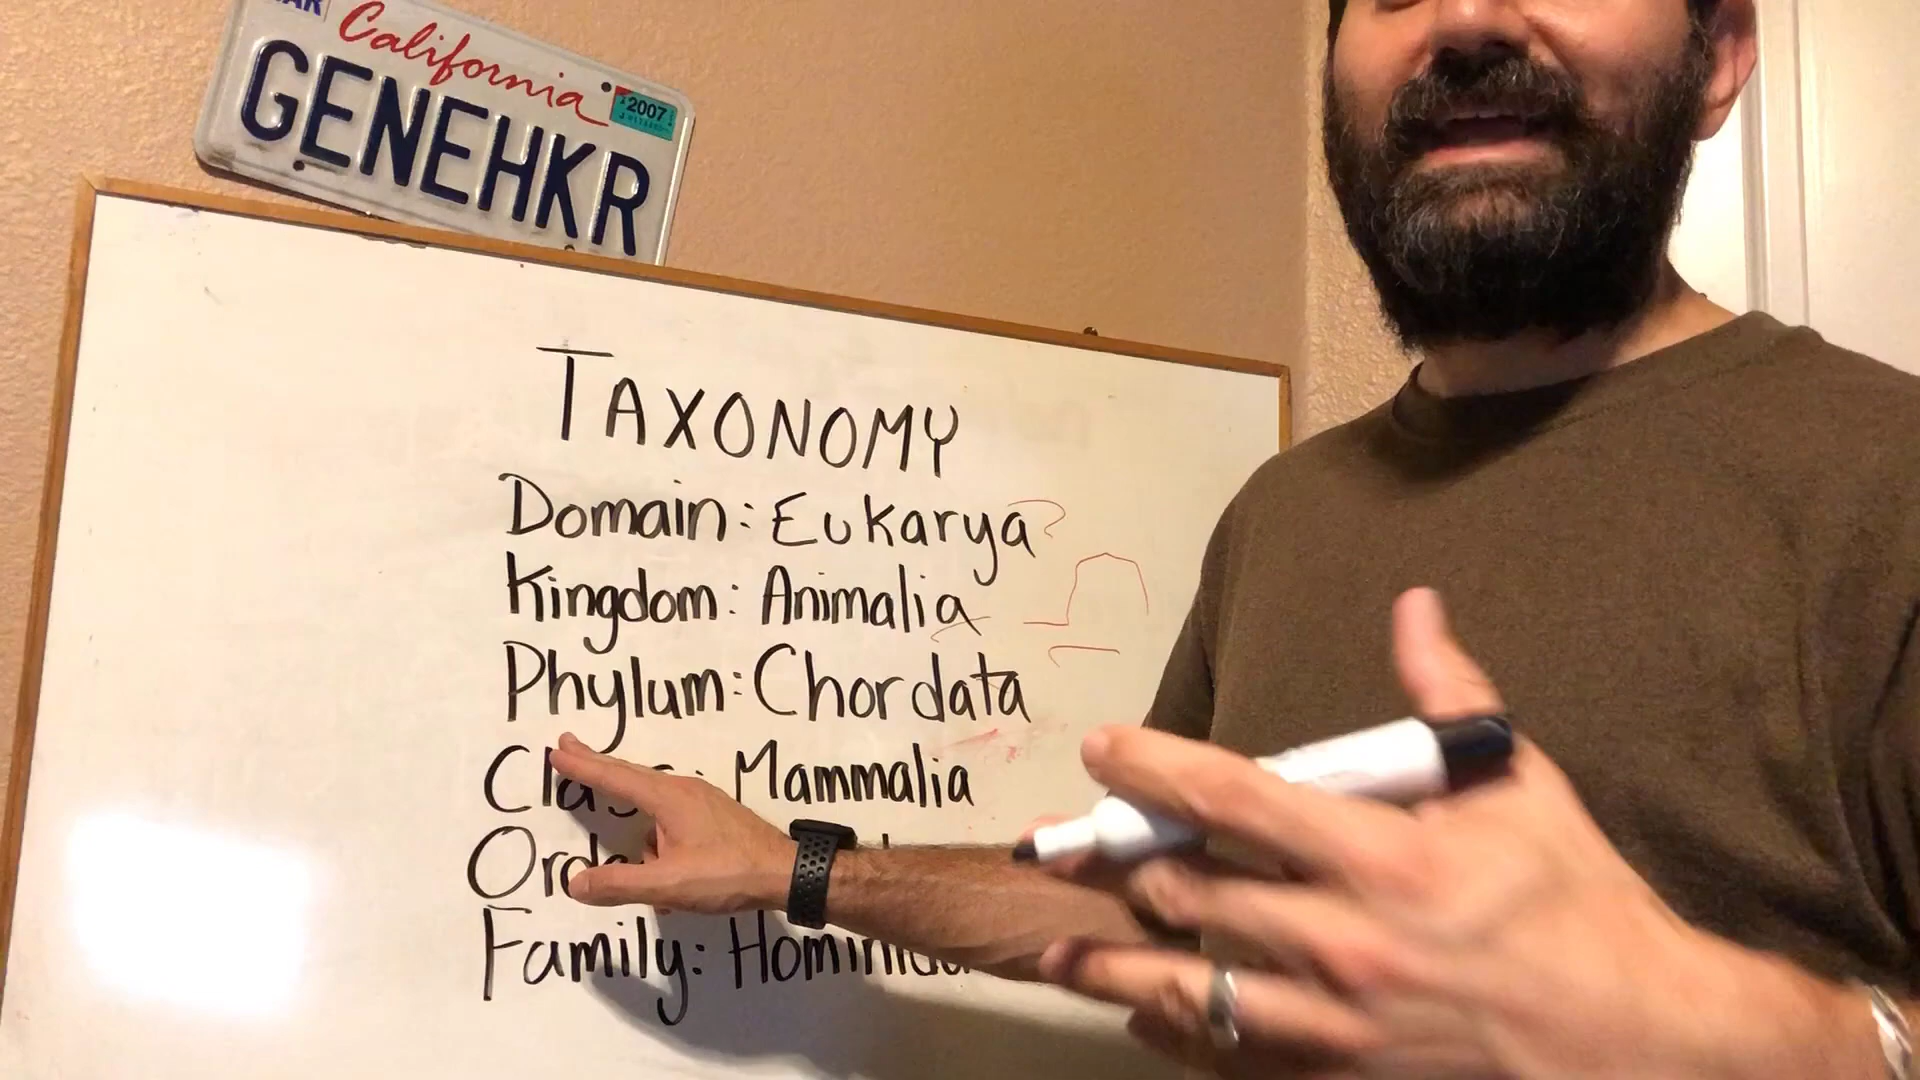 California
2007
GENEHKR
TAXONOMY
Domain: Eukarya
Kingdom: Animalia
Phylum: Chordata
Mammalia
Family: